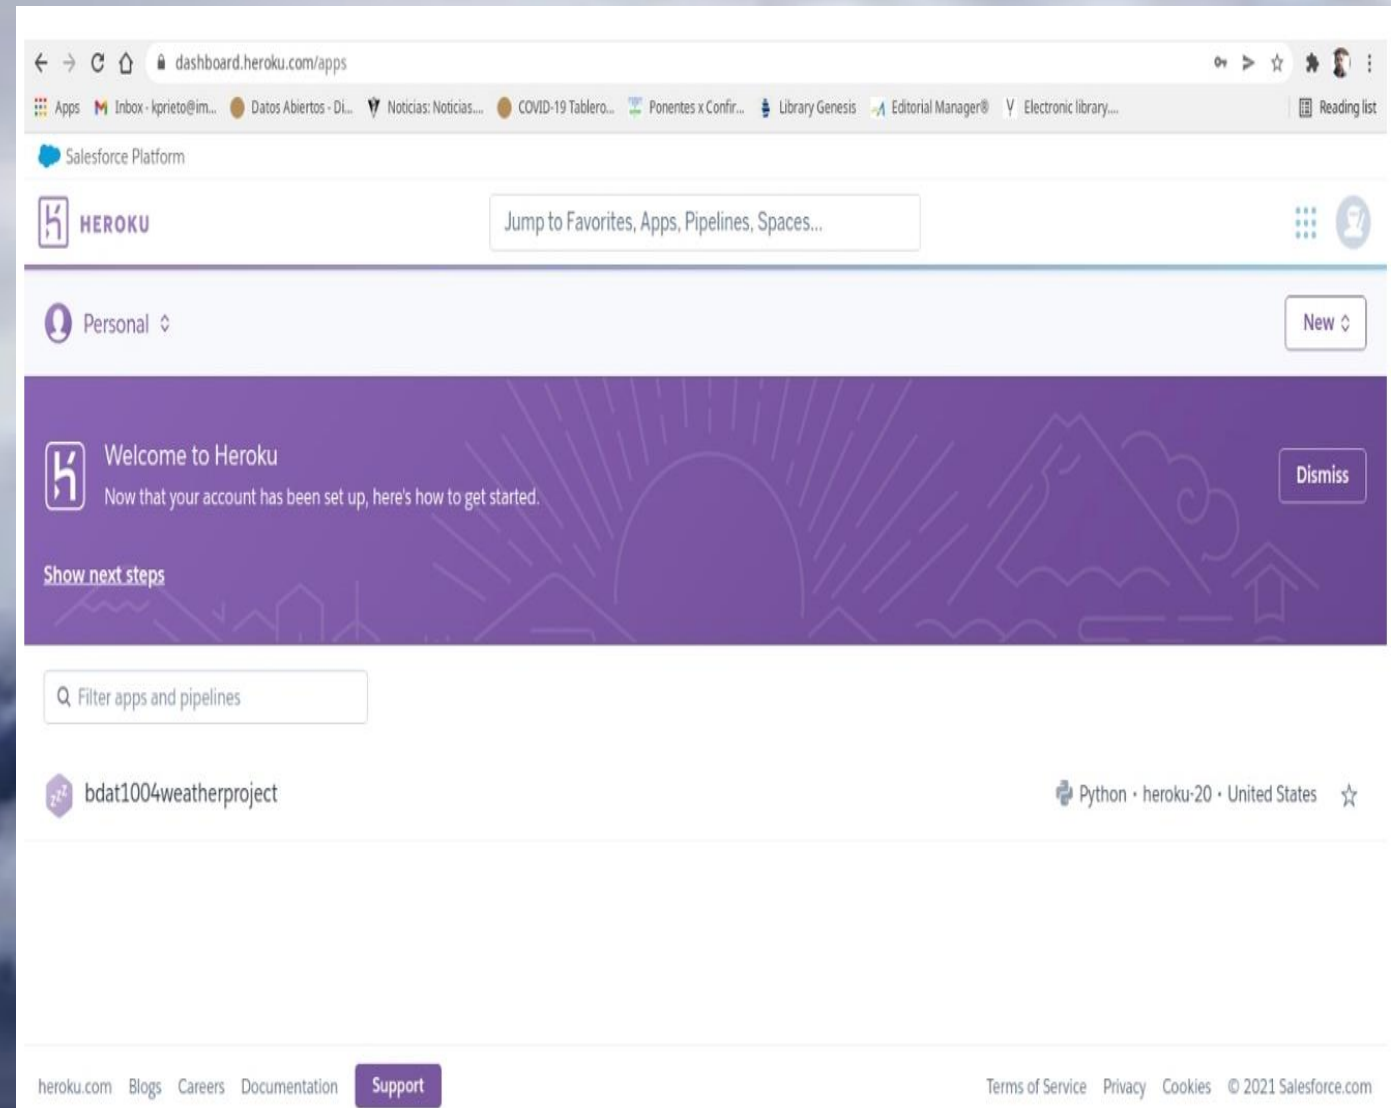 dashboard.heroku.com/apps
Apps Inbox - kprieto@im... Datos Abiertos - Di... Noticias: Noticias.... COVID-19 Tablero... Ponentes x Confir... Library Genesis Editorial Manager® Electronic library.... Reading list
Salesforce Platform
HEROKU Jump to Favorites, Apps, Pipelines, Spaces...
Personal New
Welcome to Heroku
Now that your account has been set up, here's how to get started.
Dismiss
Show next steps
Filter apps and pipelines
zzz bdat1004weatherproject Python · heroku-20 · United States
heroku.com Blogs Careers Documentation Support Terms of Service Privacy Cookies © 2021 Salesforce.com